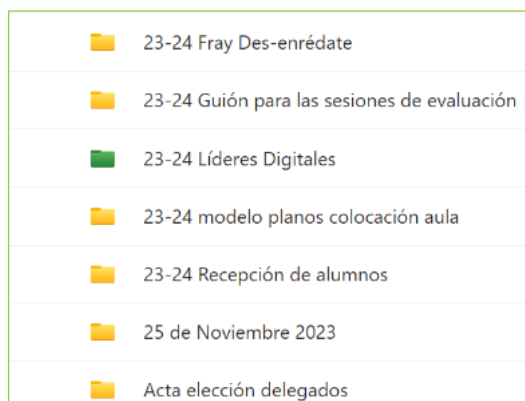 23-24 Fray Des-enrédate
23-24 Guión para las sesiones de evaluación
23-24 Líderes Digitales
23-24 modelo planos colocación aula
23-24 Recepción de alumnos
25 de Noviembre 2023
Acta elección delegados